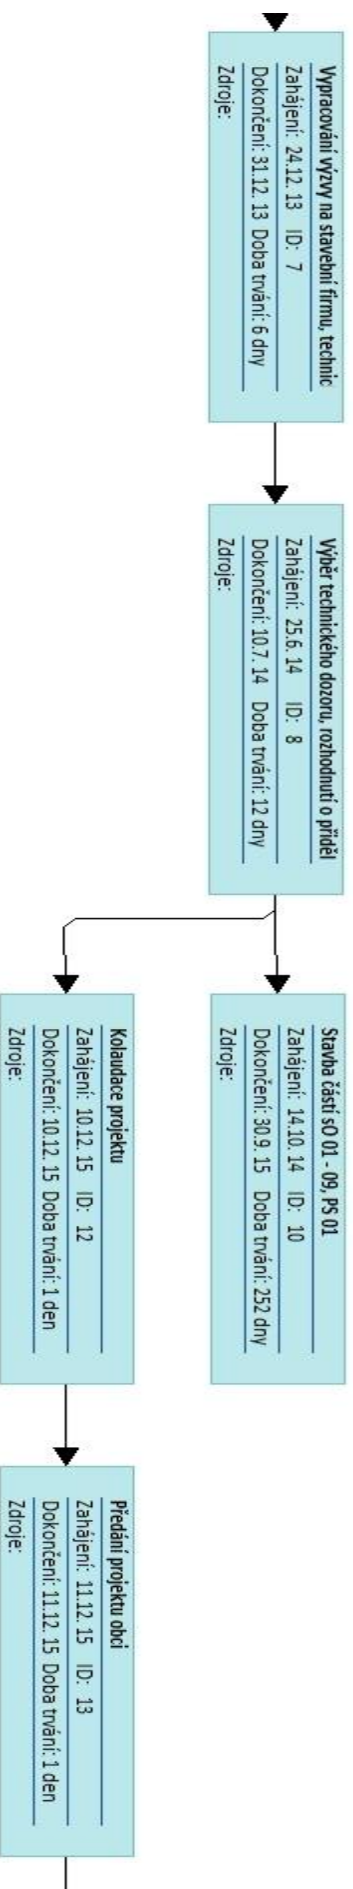 Vypracování výzvy na stavební firmu, technic
Zahájení: 24.12. 13 ID: 7
Dokončení: 31.12. 13 Doba trvání: 6 dny
Zdroje:
Výběr technického dozoru, rozhodnutí o příděl
Zahájení: 25.6. 14 ID: 8
Dokončení: 10.7. 14 Doba trvání: 12 dny
Zdroje:
Stavba částí sO 01 - 09, PS 01
Zahájení: 14.10. 14 ID: 10
Dokončení: 30.9. 15 Doba trvání: 252 dny
Zdroje:
Kolaudace projektu
Zahájení: 10.12. 15 ID: 12
Dokončení: 10.12. 15 Doba trvání: 1 den
Zdroje:
Předání projektu obci
Zahájení: 11.12. 15 ID: 13
Dokončení: 11.12. 15 Doba trvání: 1 den
Zdroje: